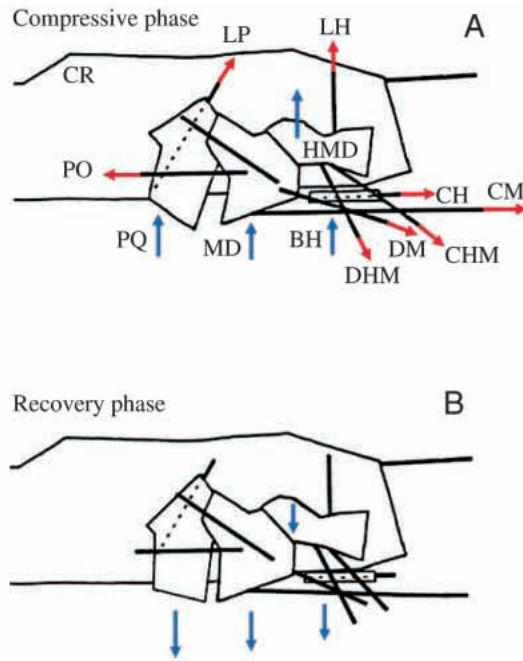 Compressive phase
A
LP
LH
CR
HMD
PO
CH
CM
PQ
MD
BH
DM
CHM
DHM
Recovery phase
B